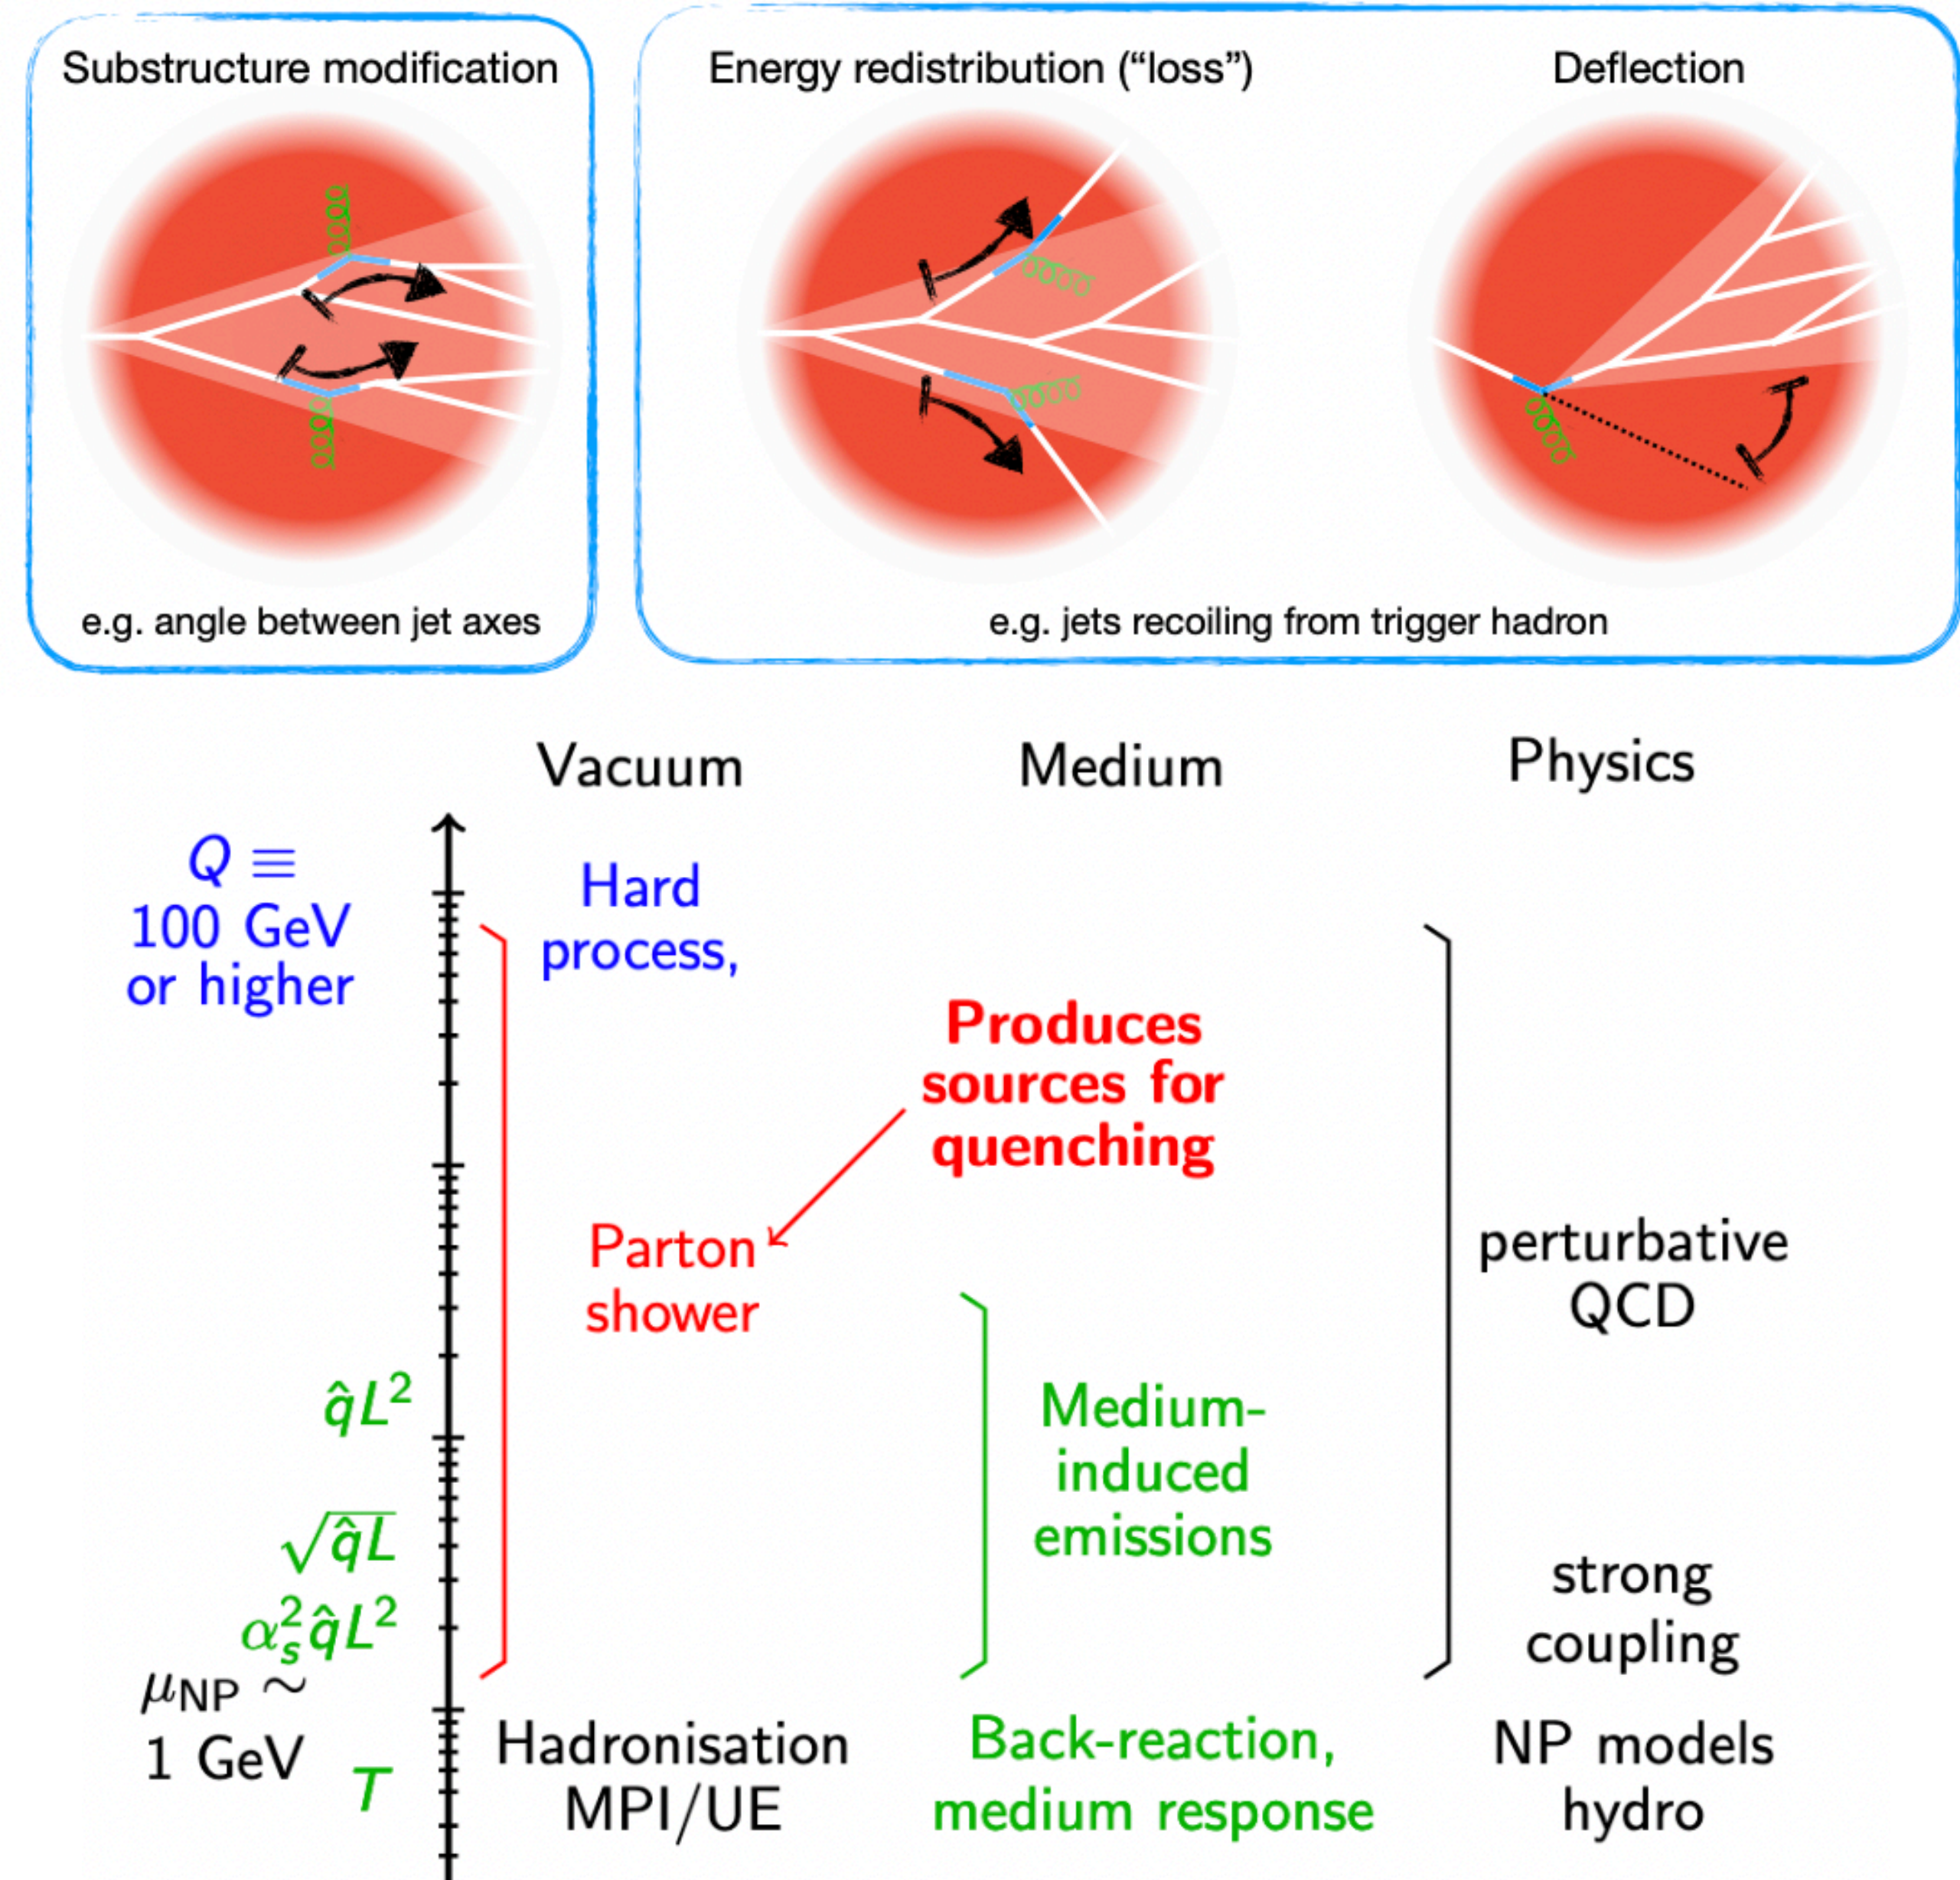 Substructure modification
e.g. angle between jet axes
Energy redistribution (“loss”)
Deflection
e.g. jets recoiling from trigger hadron
Vacuum
Medium
Physics
Q ≡
100 GeV
or higher
Hard
process,
Produces
sources for
quenching
Parton
shower
perturbative
QCD
q̂L²
Medium-
induced
emissions
√q̂L
αₛ²q̂L²
strong
coupling
μNP ∼
1 GeV
T
Hadronisation
MPI/UE
Back-reaction,
medium response
NP models
hydro